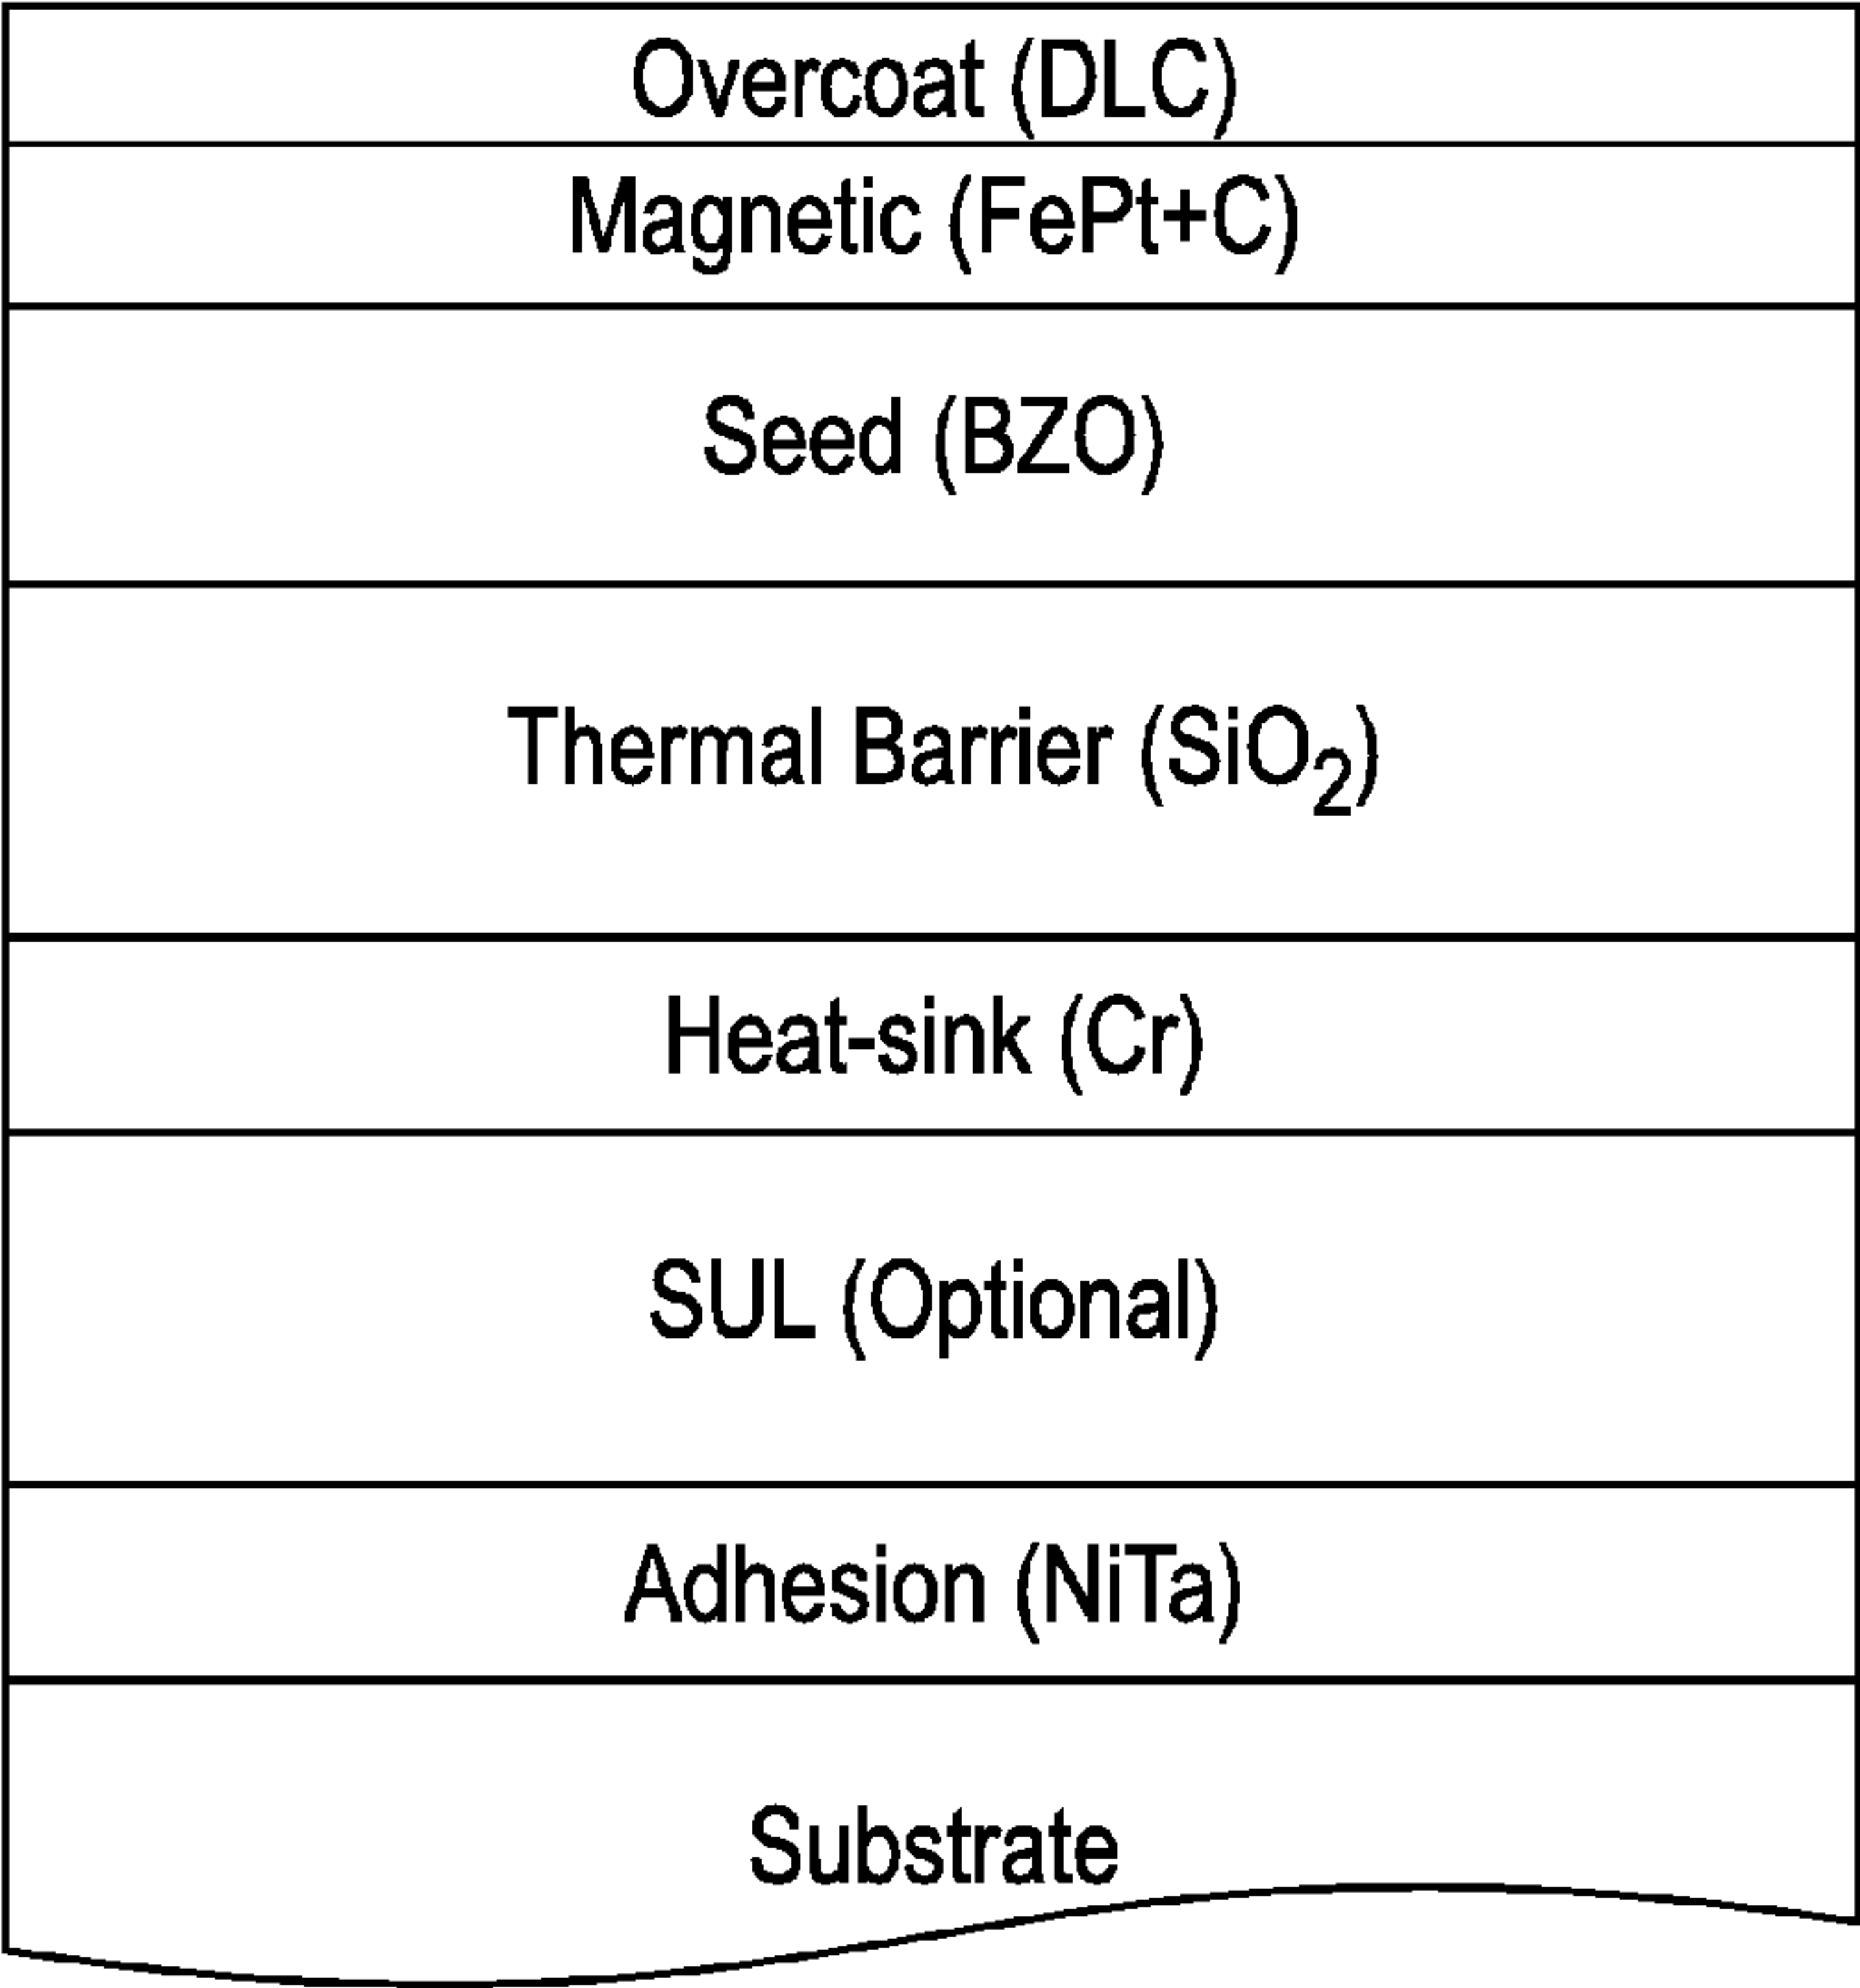 Overcoat (DLC)
Magnetic (FePt+C)
Seed (BZO)
Thermal Barrier (SiO₂)
Heat-sink (Cr)
SUL (Optional)
Adhesion (NiTa)
Substrate